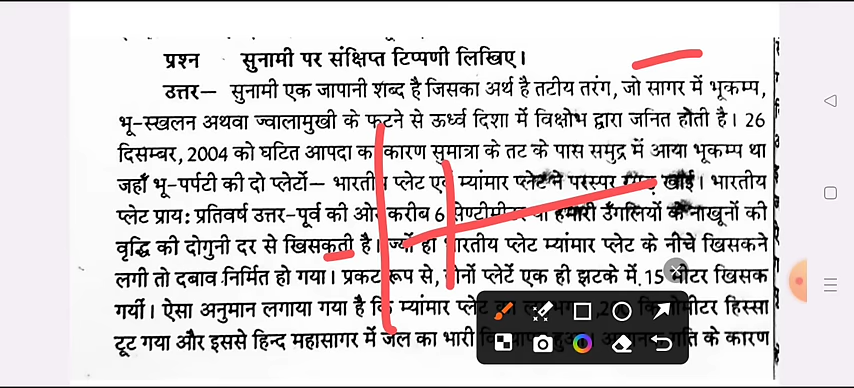 प्रश्न सुनामी पर संक्षिप्त टिप्पणी लिखिए।
उत्तर— सुनामी एक जापानी शब्द है जिसका अर्थ है तटीय तरंग, जो सागर में भूकम्प,
भू-स्खलन अथवा ज्वालामुखी के फटने से ऊर्ध्व दिशा में विक्षोभ द्वारा जनित होती है। 26
दिसम्बर, 2004 को घटित आपदा का कारण सुमात्रा के तट के पास समुद्र में आया भूकम्प था
जहाँ भू-पर्पटी की दो प्लेटों— भारतीय प्लेट एवं म्यांमार प्लेट ने परस्पर खाई। भारतीय
प्लेट प्राय: प्रतिवर्ष उत्तर-पूर्व की ओर करीब 6 सेण्टीमीटर या हमारी उँगलियों के नाखूनों की
वृद्धि की दोगुनी दर से खिसकती है। ज्यों ही भारतीय प्लेट म्यांमार प्लेट के नीचे खिसकने
लगी तो दबाव निर्मित हो गया। प्रकट रूप से, दोनों प्लेटें एक ही झटके में 15 मीटर खिसक
गयीं। ऐसा अनुमान लगाया गया है कि म्यांमार प्लेट हिस्सा
टूट गया और इससे हिन्द महासागर में जल का भारी के कारण